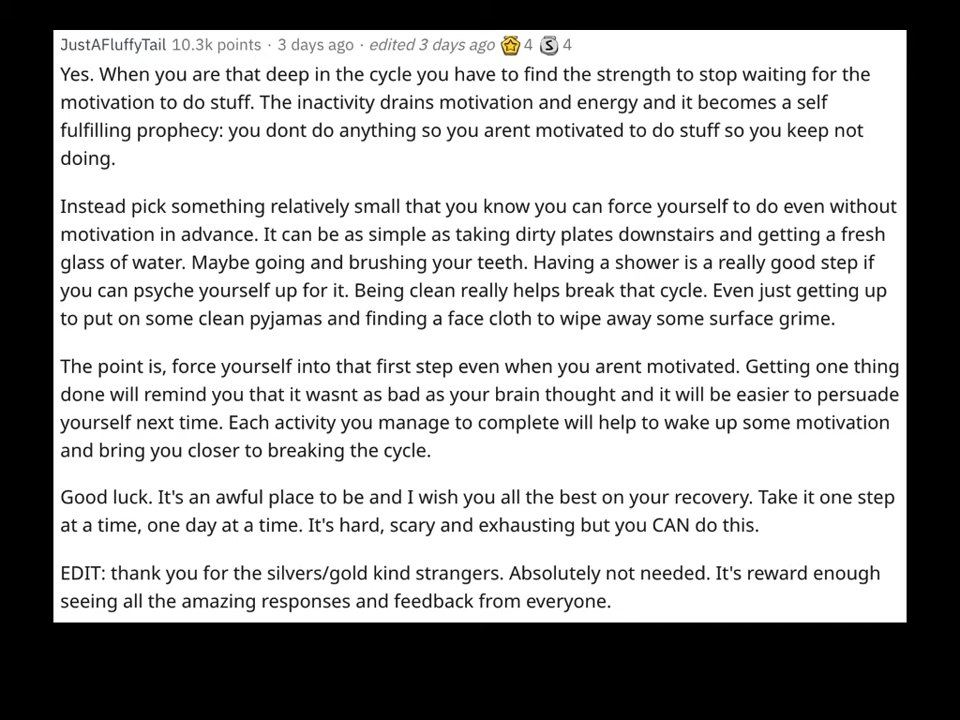 JustAFluffyTail 10.3k points · 3 days ago · edited 3 days ago 4 S 4
Yes. When you are that deep in the cycle you have to find the strength to stop waiting for the
motivation to do stuff. The inactivity drains motivation and energy and it becomes a self
fulfilling prophecy: you dont do anything so you arent motivated to do stuff so you keep not
doing.
Instead pick something relatively small that you know you can force yourself to do even without
motivation in advance. It can be as simple as taking dirty plates downstairs and getting a fresh
glass of water. Maybe going and brushing your teeth. Having a shower is a really good step if
you can psyche yourself up for it. Being clean really helps break that cycle. Even just getting up
to put on some clean pyjamas and finding a face cloth to wipe away some surface grime.
The point is, force yourself into that first step even when you arent motivated. Getting one thing
done will remind you that it wasnt as bad as your brain thought and it will be easier to persuade
yourself next time. Each activity you manage to complete will help to wake up some motivation
and bring you closer to breaking the cycle.
Good luck. It's an awful place to be and I wish you all the best on your recovery. Take it one step
at a time, one day at a time. It's hard, scary and exhausting but you CAN do this.
EDIT: thank you for the silvers/gold kind strangers. Absolutely not needed. It's reward enough
seeing all the amazing responses and feedback from everyone.